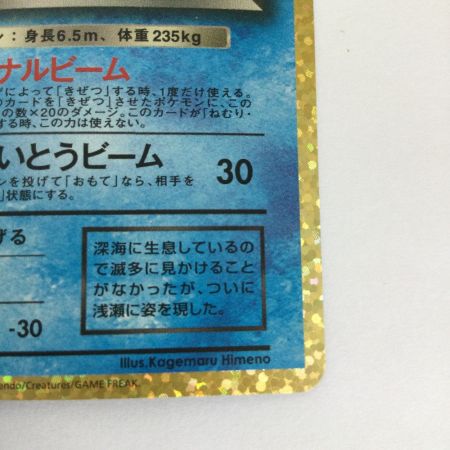 ン：身長6.5m、体重235kg
ナルビーム
によって「きぜつ」する時、1度だけ使える。
のカードを「きぜつ」させたポケモンに、この
の数×20のダメージ。このカードが「ねむり・
する時、この力は使えない。
いとうビーム 30
ンを投げて「おもて」なら、相手を
」状態にする。
げる
-30
深海に生息しているの
で滅多に見かけること
がなかったが、ついに
浅瀬に姿を現した。
Illus.Kagemaru Himeno
endo/Creatures/GAME FREAK.